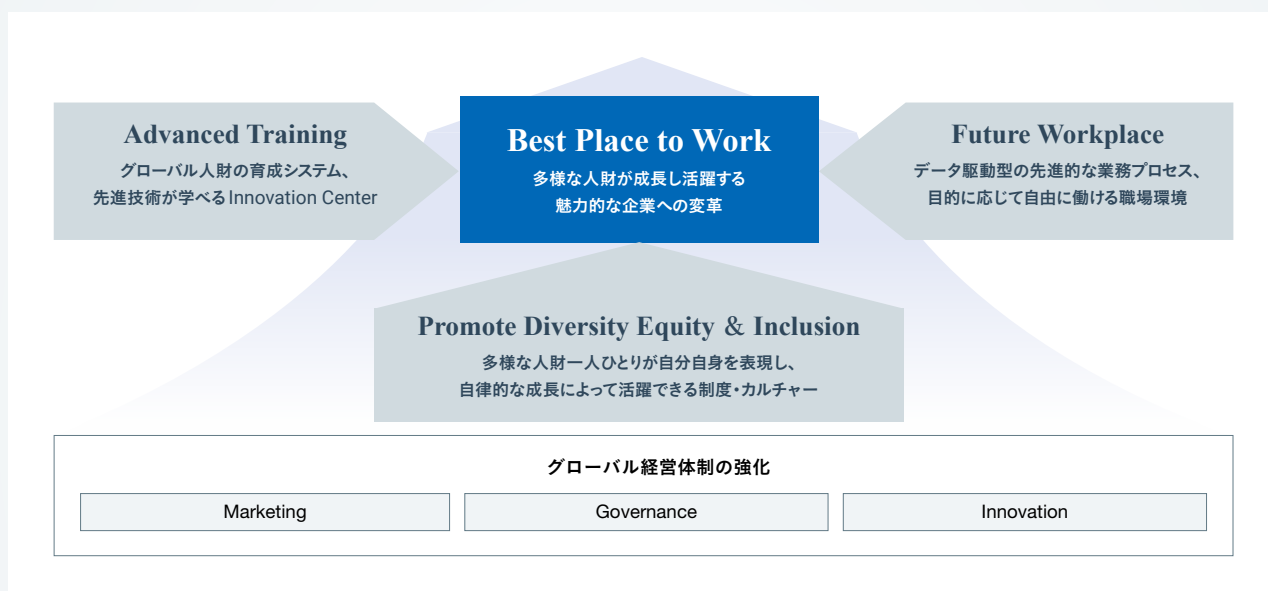 Advanced Training
グローバル人財の育成システム、
先進技術が学べるInnovation Center
Best Place to Work
多様な人財が成長し活躍する
魅力的な企業への変革
Future Workplace
データ駆動型の先進的な業務プロセス、
目的に応じて自由に働ける職場環境
Promote Diversity Equity & Inclusion
多様な人財一人ひとりが自分自身を表現し、
自律的な成長によって活躍できる制度・カルチャー
グローバル経営体制の強化
Marketing
Governance
Innovation